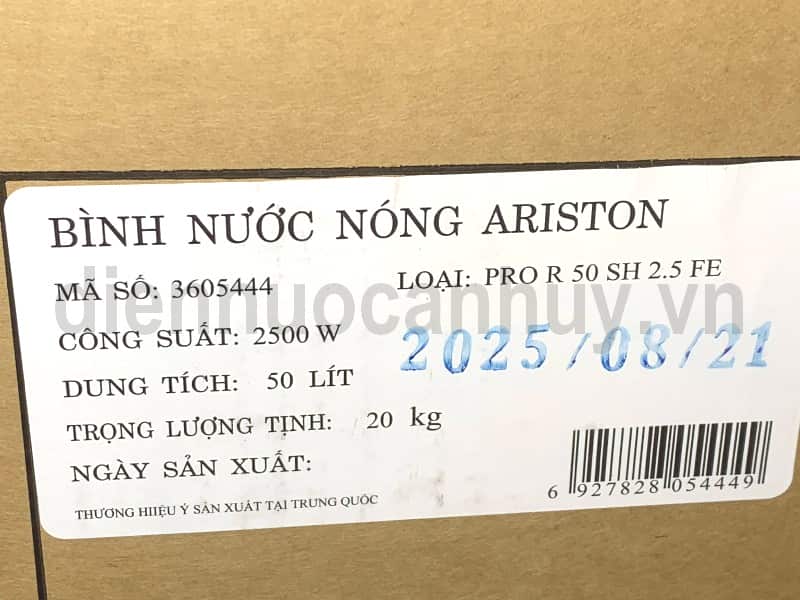 BÌNH NƯỚC NÓNG ARISTON
MÃ SỐ: 3605444
LOẠI: PRO R 50 SH 2.5 FE
CÔNG SUẤT: 2500 W
2025/08/21
DUNG TÍCH: 50 LÍT
TRỌNG LƯỢNG TỊNH: 20 kg
NGÀY SẢN XUẤT:
THƯƠNG HIIỆU Ý SẢN XUẤT TẠI TRUNG QUỐC
6 927828 054449
diennuocanhuy.vn